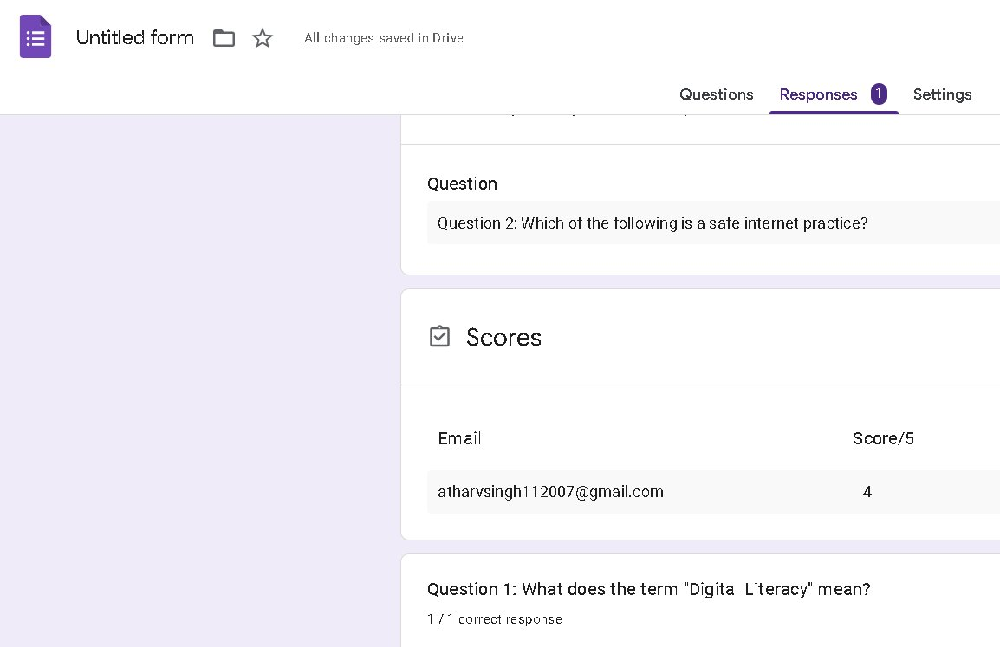 Untitled form
All changes saved in Drive
Questions
Responses 1
Settings
Question
Question 2: Which of the following is a safe internet practice?
Scores
Email Score/5
atharvsingh112007@gmail.com 4
Question 1: What does the term "Digital Literacy" mean?
1 / 1 correct response